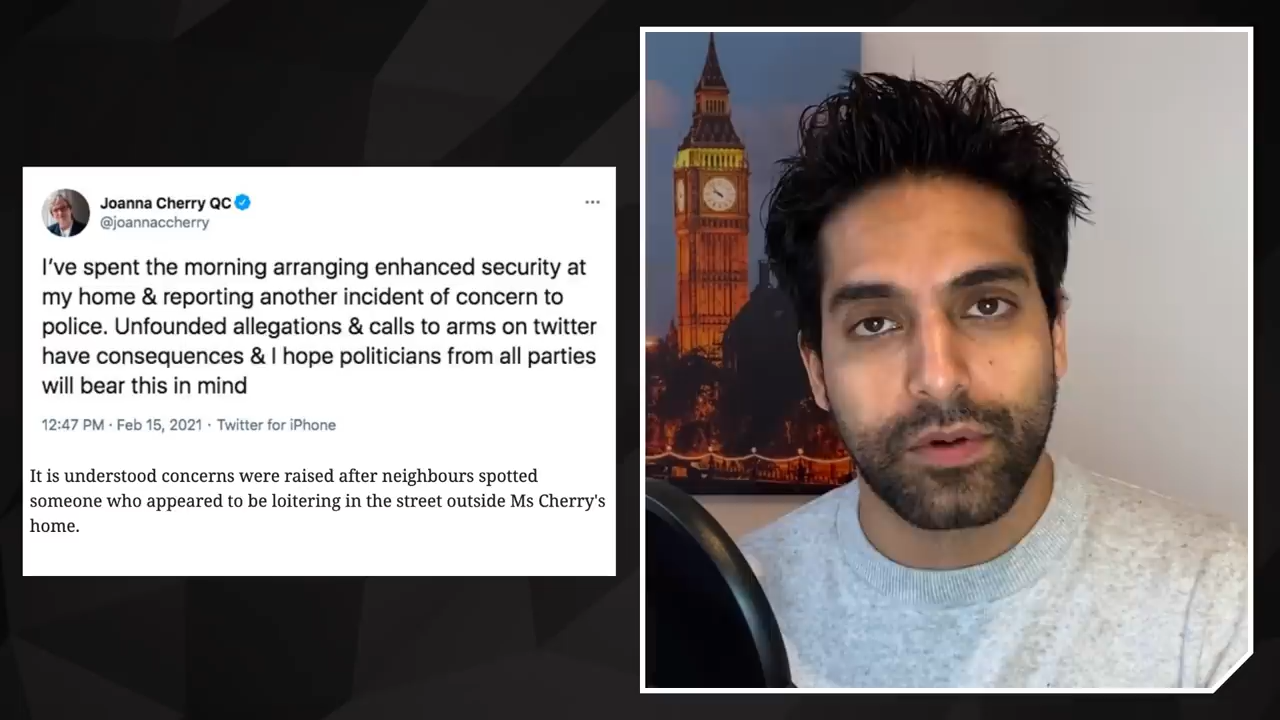 Joanna Cherry QC
@joannaccherry
I've spent the morning arranging enhanced security at
my home & reporting another incident of concern to
police. Unfounded allegations & calls to arms on twitter
have consequences & I hope politicians from all parties
will bear this in mind
12:47 PM · Feb 15, 2021 · Twitter for iPhone
It is understood concerns were raised after neighbours spotted
someone who appeared to be loitering in the street outside Ms Cherry's
home.